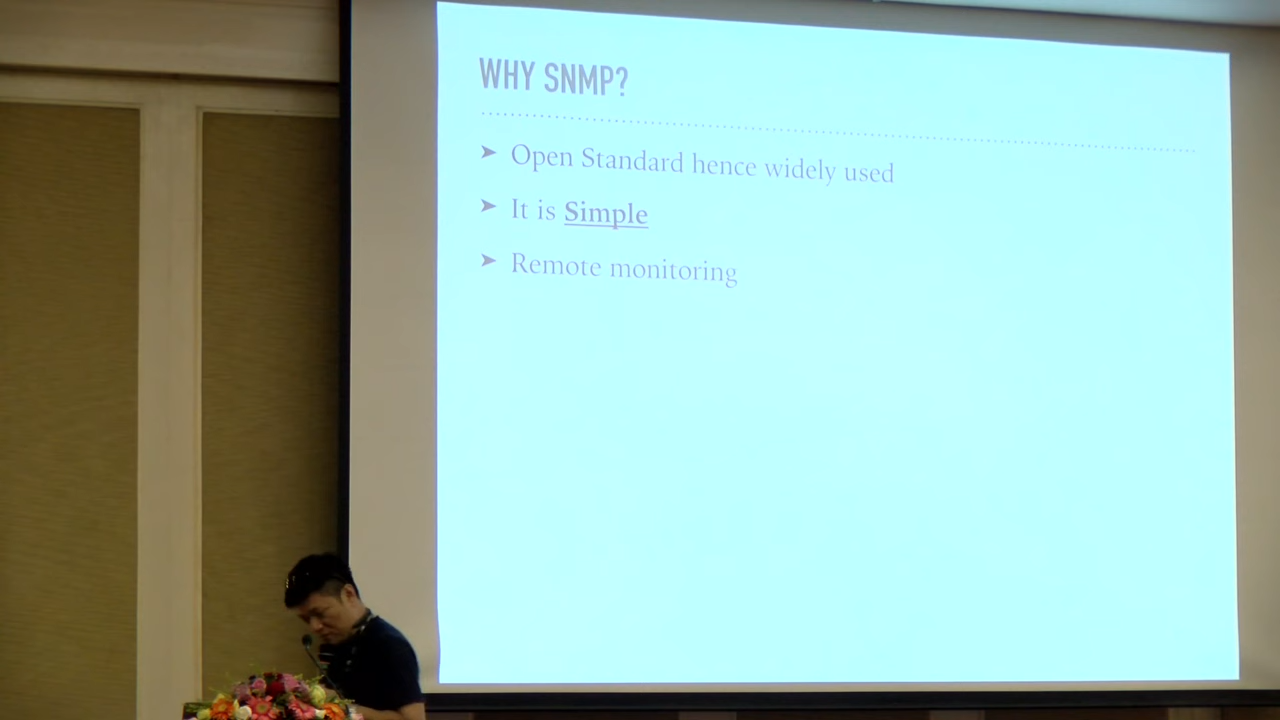 WHY SNMP?
➤ Open Standard hence widely used
➤ It is Simple
➤ Remote monitoring